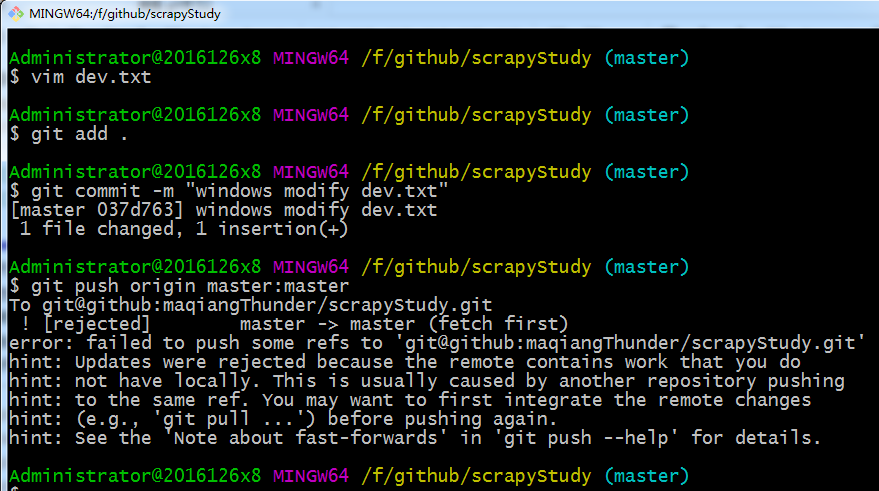 MINGW64:/f/github/scrapyStudy
Administrator@2016126x8 MINGW64 /f/github/scrapyStudy (master)
$ vim dev.txt
Administrator@2016126x8 MINGW64 /f/github/scrapyStudy (master)
$ git add .
Administrator@2016126x8 MINGW64 /f/github/scrapyStudy (master)
$ git commit -m "windows modify dev.txt"
[master 037d763] windows modify dev.txt
 1 file changed, 1 insertion(+)
Administrator@2016126x8 MINGW64 /f/github/scrapyStudy (master)
$ git push origin master:master
To git@github:maqiangThunder/scrapyStudy.git
 ! [rejected]        master -> master (fetch first)
error: failed to push some refs to 'git@github:maqiangThunder/scrapyStudy.git'
hint: Updates were rejected because the remote contains work that you do
hint: not have locally. This is usually caused by another repository pushing
hint: to the same ref. You may want to first integrate the remote changes
hint: (e.g., 'git pull ...') before pushing again.
hint: See the 'Note about fast-forwards' in 'git push --help' for details.
Administrator@2016126x8 MINGW64 /f/github/scrapyStudy (master)
$